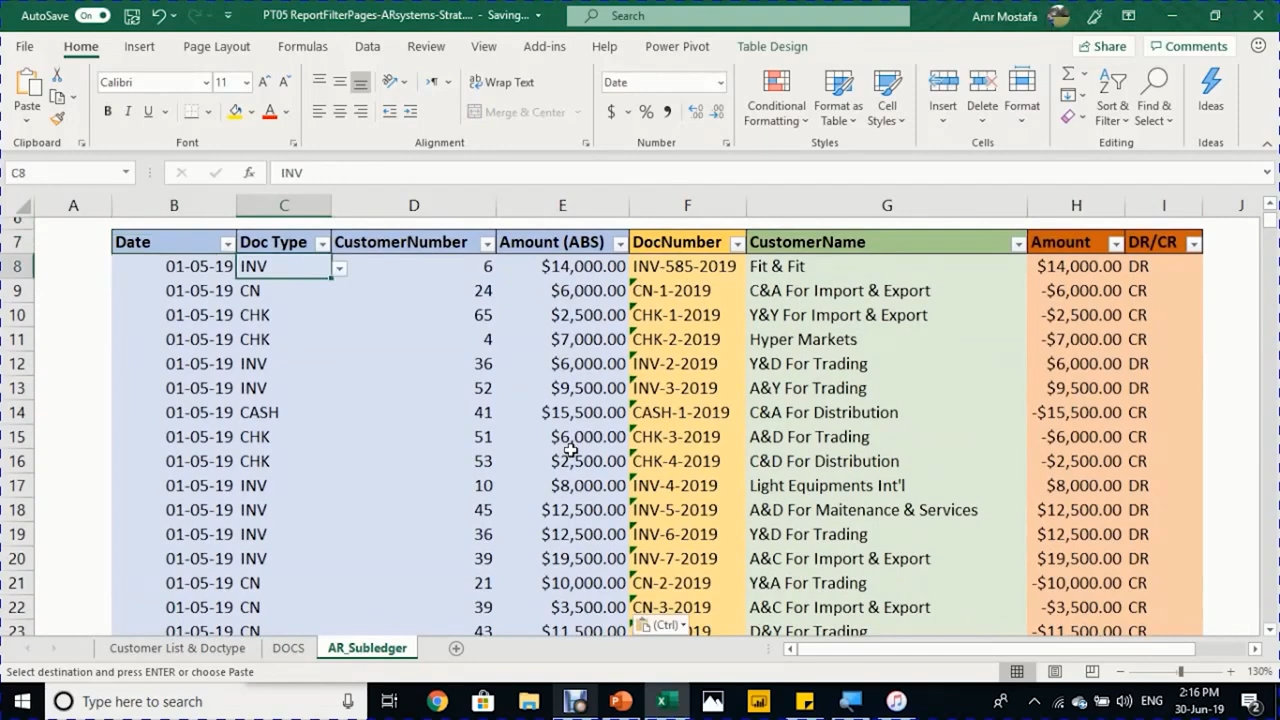 AutoSave On PT05 ReportFilterPages-ARsystems-Strat... - Saving... Search Amr Mostafa
File Home Insert Page Layout Formulas Data Review View Add-ins Help Power Pivot Table Design Share Comments
Calibri 11 Wrap Text Date
Paste B I U Merge & Center $ % Conditional Formatting Format as Table Cell Styles Insert Delete Format Sort & Filter Find & Select Ideas
Clipboard Font Alignment Number Styles Cells Editing Ideas
C8 fx INV
A B C D E F G H I J
6
7 Date Doc Type CustomerNumber Amount (ABS) DocNumber CustomerName Amount DR/CR
8 01-05-19 INV 6 $14,000.00 INV-585-2019 Fit & Fit $14,000.00 DR
9 01-05-19 CN 24 $6,000.00 CN-1-2019 C&A For Import & Export -$6,000.00 CR
10 01-05-19 CHK 65 $2,500.00 CHK-1-2019 Y&Y For Import & Export -$2,500.00 CR
11 01-05-19 CHK 4 $7,000.00 CHK-2-2019 Hyper Markets -$7,000.00 CR
12 01-05-19 INV 36 $6,000.00 INV-2-2019 Y&D For Trading $6,000.00 DR
13 01-05-19 INV 52 $9,500.00 INV-3-2019 A&Y For Trading $9,500.00 DR
14 01-05-19 CASH 41 $15,500.00 CASH-1-2019 C&A For Distribution -$15,500.00 CR
15 01-05-19 CHK 51 $6,000.00 CHK-3-2019 A&D For Trading -$6,000.00 CR
16 01-05-19 CHK 53 $2,500.00 CHK-4-2019 C&D For Distribution -$2,500.00 CR
17 01-05-19 INV 10 $8,000.00 INV-4-2019 Light Equipments Int'l $8,000.00 DR
18 01-05-19 INV 45 $12,500.00 INV-5-2019 A&D For Maitenance & Services $12,500.00 DR
19 01-05-19 INV 36 $12,500.00 INV-6-2019 Y&D For Trading $12,500.00 DR
20 01-05-19 INV 39 $19,500.00 INV-7-2019 A&C For Import & Export $19,500.00 DR
21 01-05-19 CN 21 $10,000.00 CN-2-2019 Y&A For Trading -$10,000.00 CR
22 01-05-19 CN 39 $3,500.00 CN-3-2019 A&C For Import & Export -$3,500.00 CR
23 01-05-19 CN 43 $11,500.00 (Ctrl) 2019 D&Y For Trading -$11,500.00 CR
Customer List & Doctype DOCS AR_Subledger
Select destination and press ENTER or choose Paste 130%
Type here to search ENG 2:16 PM
30-Jun-19 2